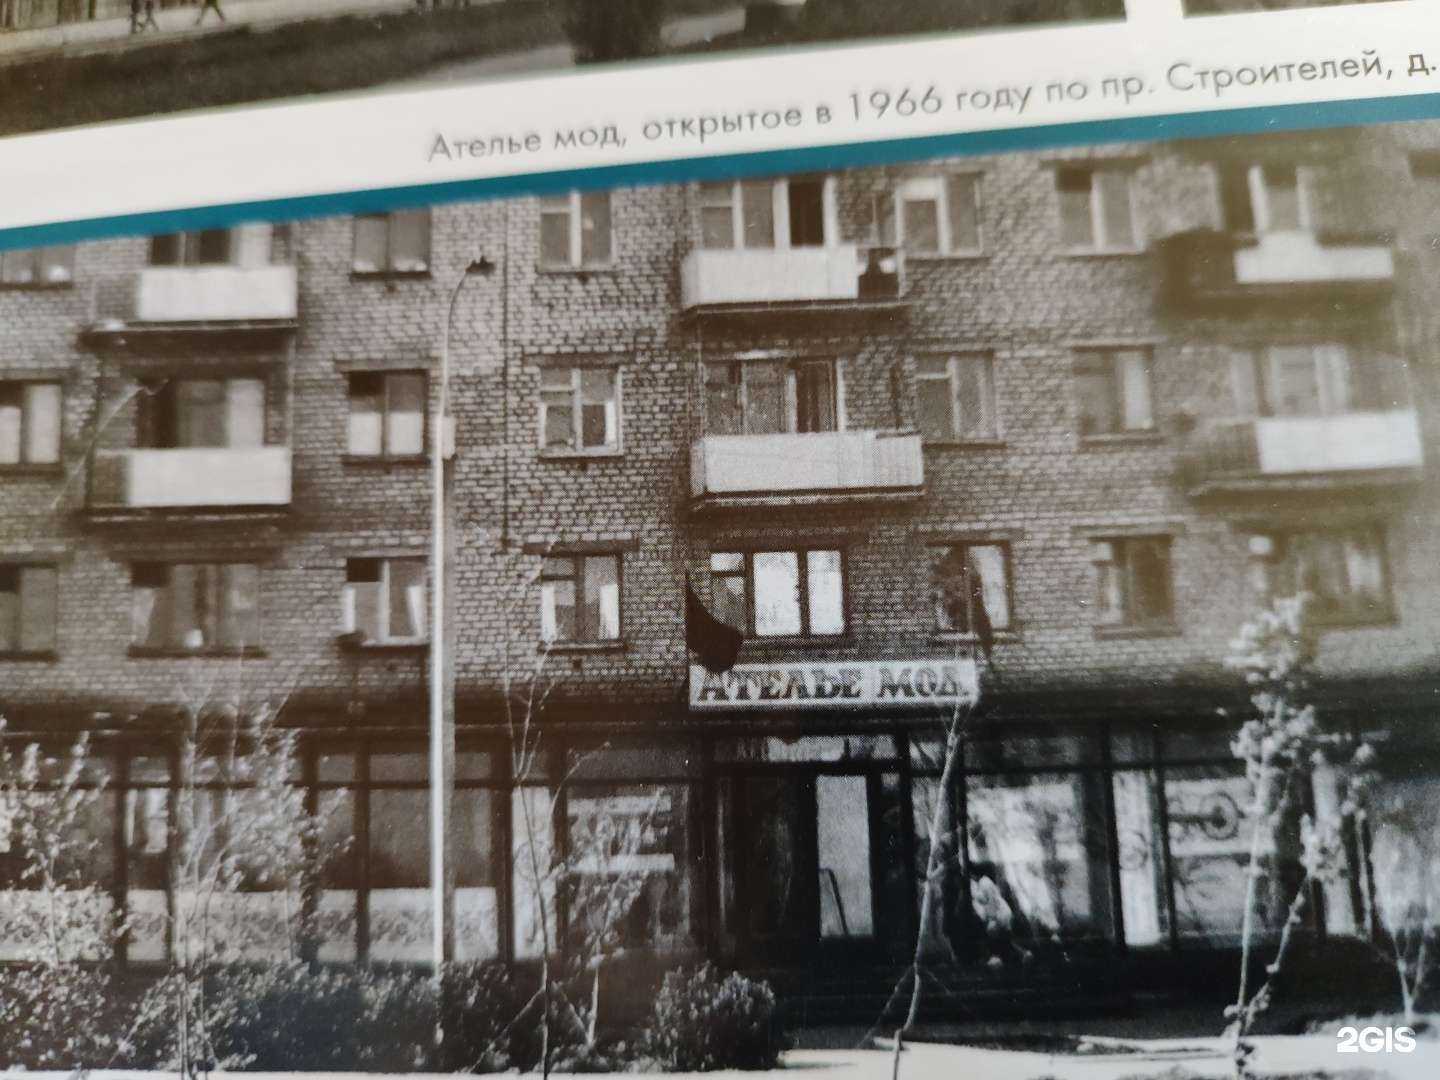 Ателье мод, открытое в 1966 году по пр. Строителей, д.
АТЕЛЬЕ МОД
2GIS